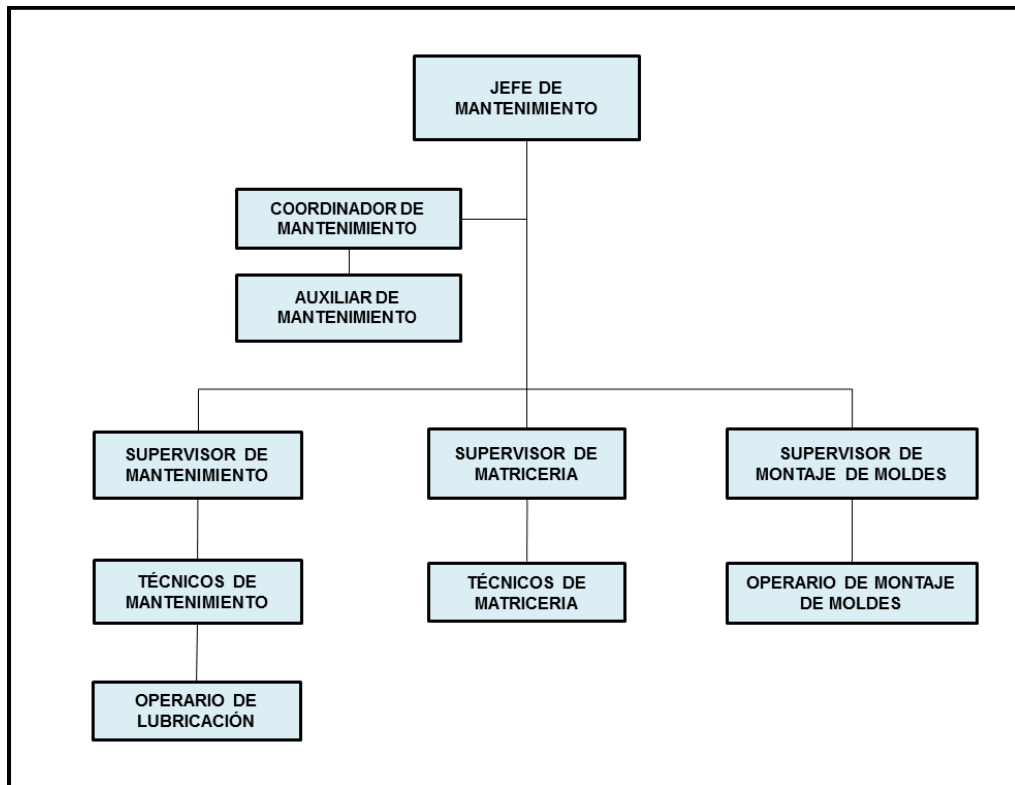 JEFE DE
MANTENIMIENTO
COORDINADOR DE
MANTENIMIENTO
AUXILIAR DE
MANTENIMIENTO
SUPERVISOR DE
MANTENIMIENTO
SUPERVISOR DE
MATRICERIA
SUPERVISOR DE
MONTAJE DE MOLDES
TÉCNICOS DE
MANTENIMIENTO
TÉCNICOS DE
MATRICERIA
OPERARIO DE MONTAJE
DE MOLDES
OPERARIO DE
LUBRICACIÓN